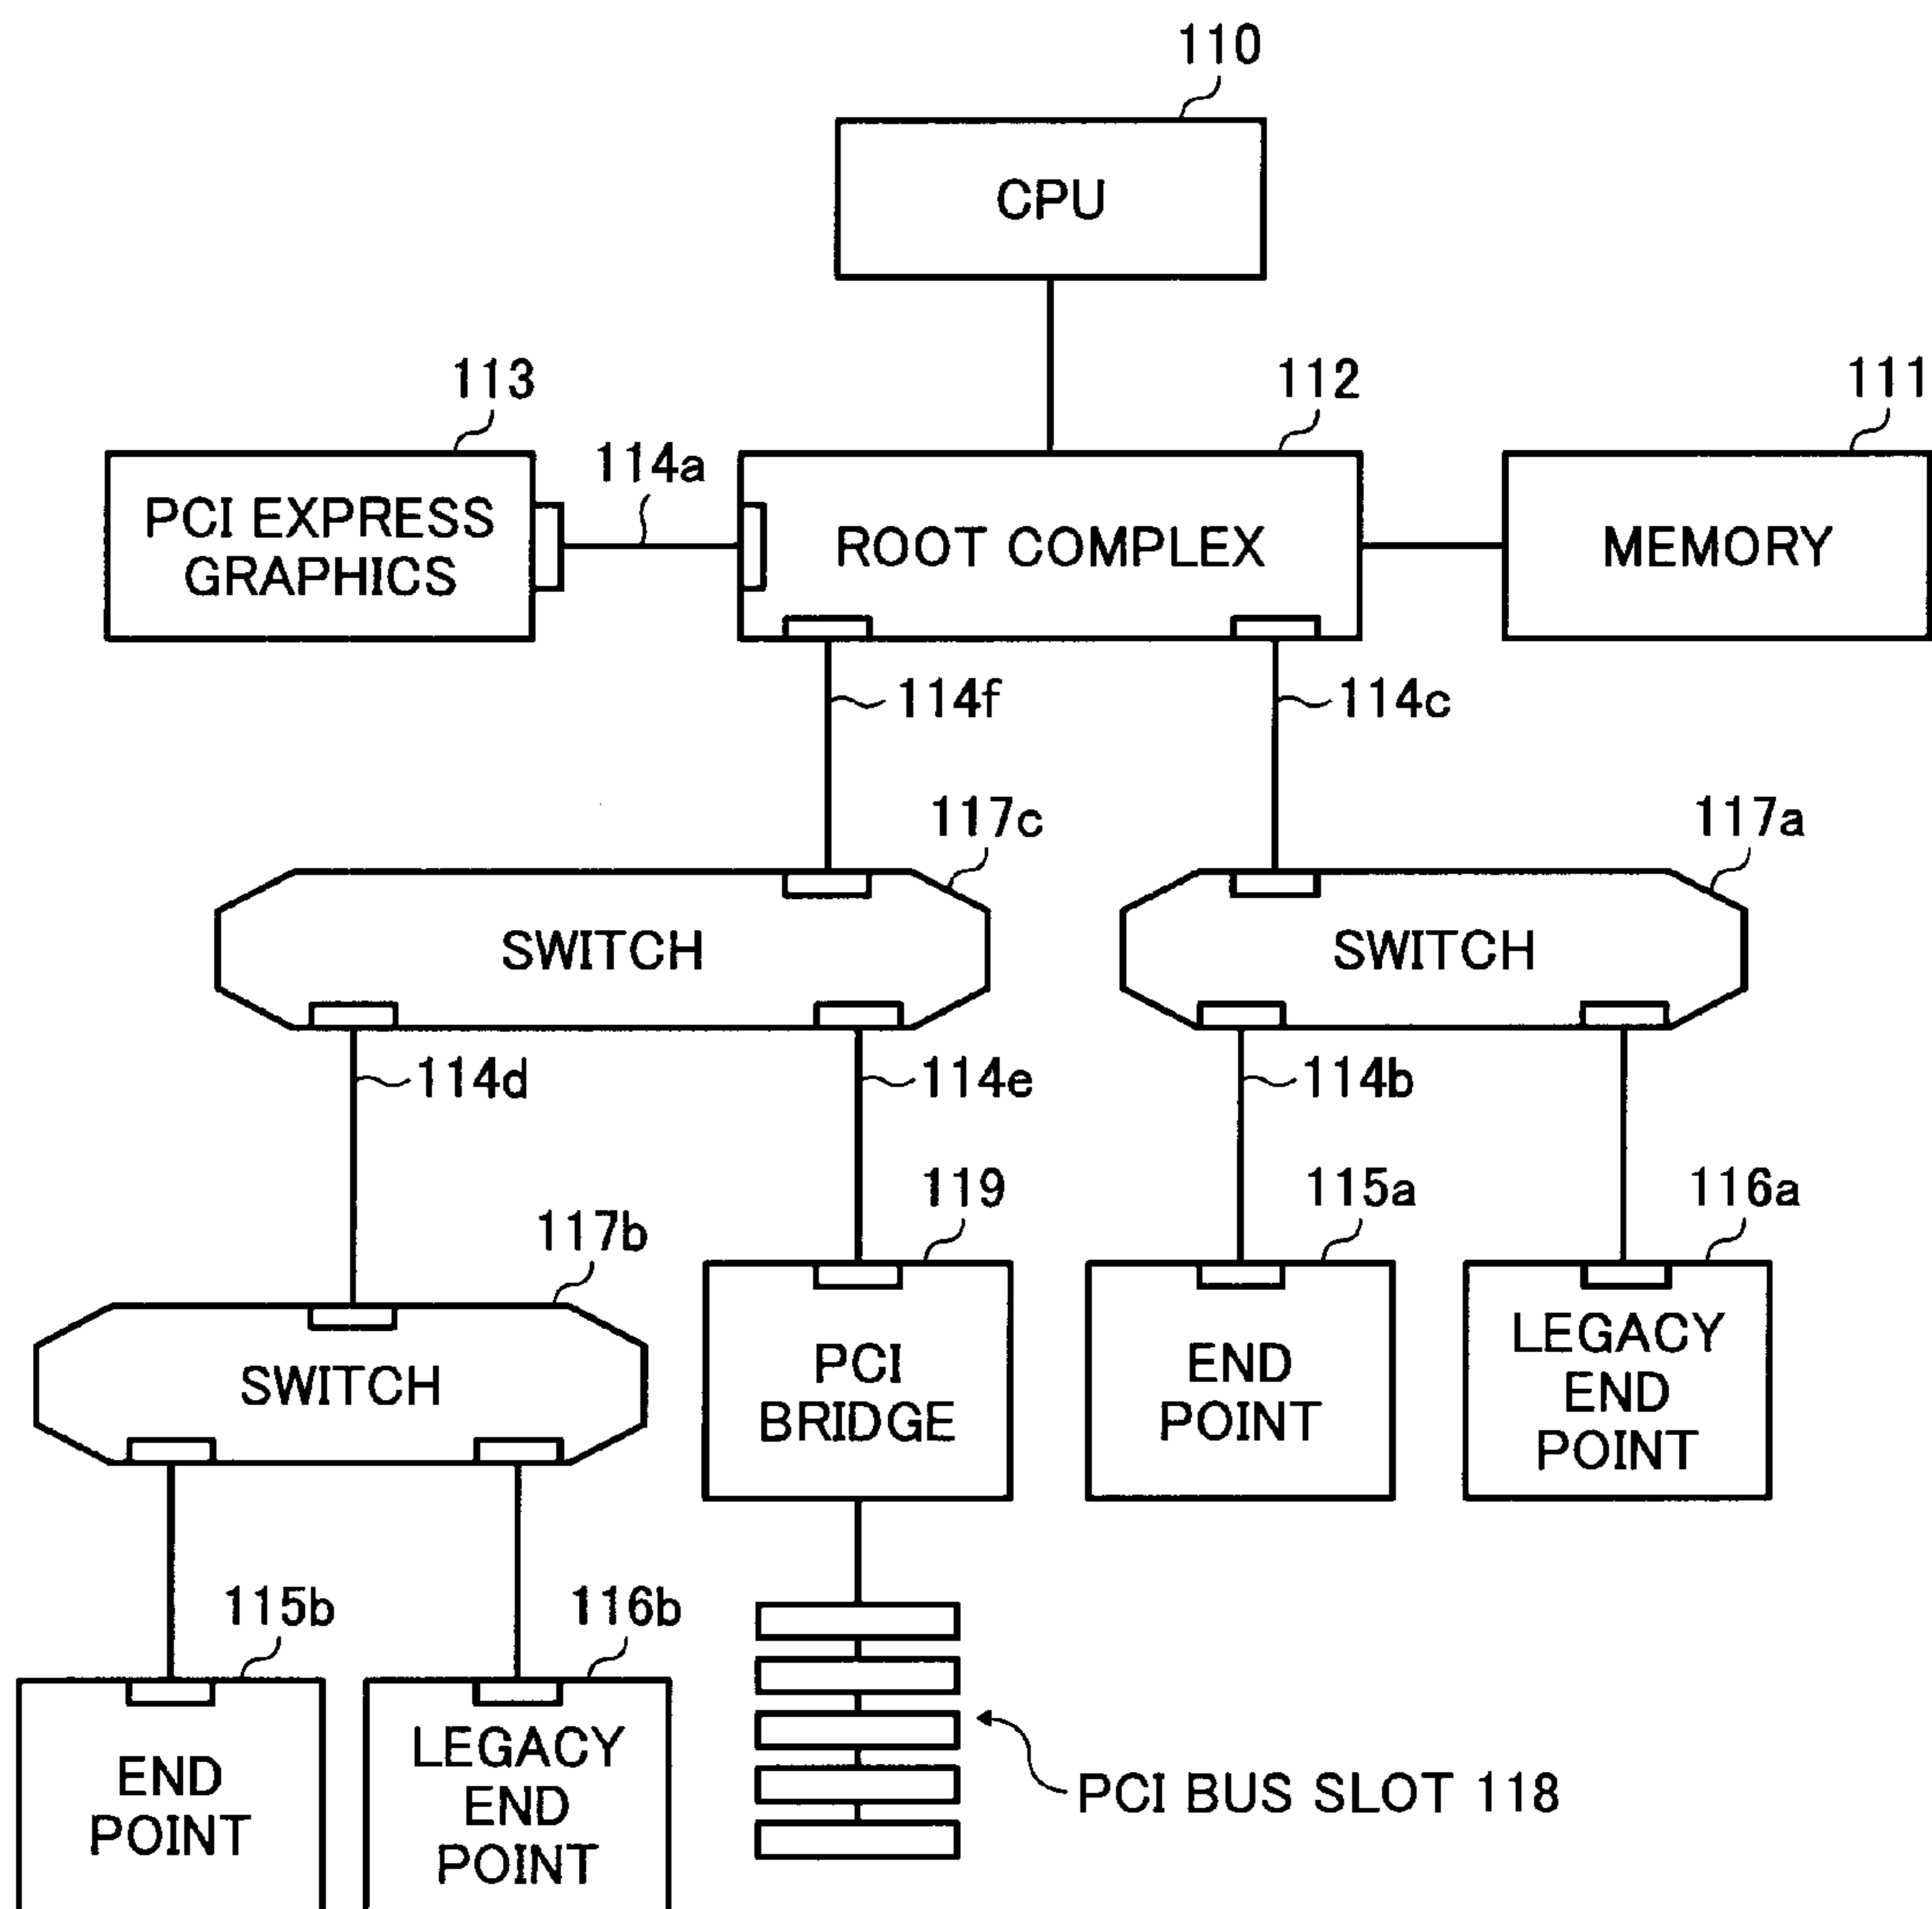 110
CPU
113
114a
112
111
PCI EXPRESS
GRAPHICS
ROOT COMPLEX
MEMORY
114f
114c
117c
117a
SWITCH
SWITCH
114d
114e
114b
117b
119
115a
116a
SWITCH
PCI
BRIDGE
END
POINT
LEGACY
END
POINT
115b
116b
END
POINT
LEGACY
END
POINT
PCI BUS SLOT 118